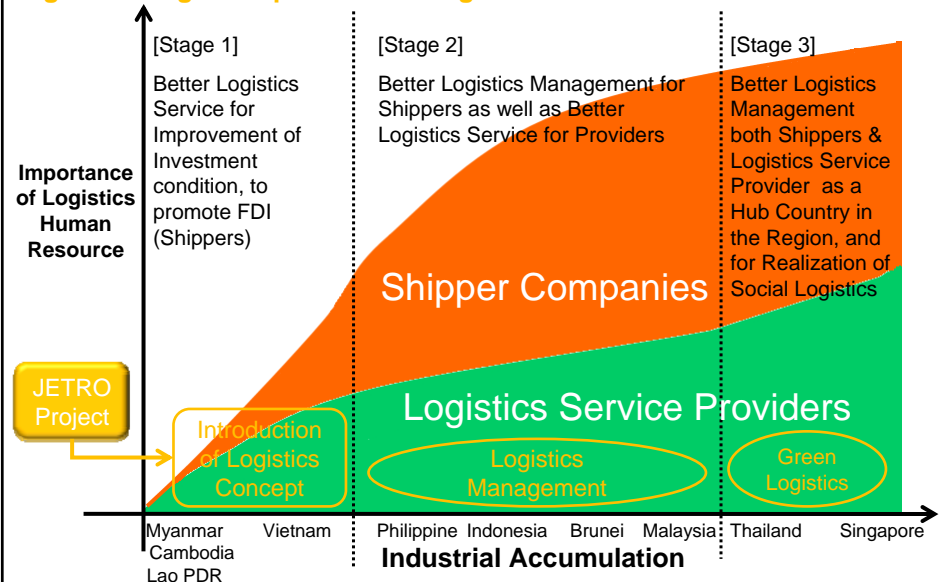 [Stage 1]
Better Logistics
Service for
Improvement of
Investment
condition, to
promote FDI
(Shippers)
[Stage 2]
Better Logistics Management for
Shippers as well as Better
Logistics Service for Providers
[Stage 3]
Better Logistics
Management
both Shippers &
Logistics Service
Provider as a
Hub Country in
the Region, and
for Realization of
Social Logistics
Importance
of Logistics
Human
Resource
Shipper Companies
Logistics Service Providers
JETRO
Project
Introduction
of Logistics
Concept
Logistics
Management
Green
Logistics
Myanmar
Cambodia
Lao PDR
Vietnam
Philippine
Indonesia
Brunei
Malaysia
Thailand
Singapore
Industrial Accumulation